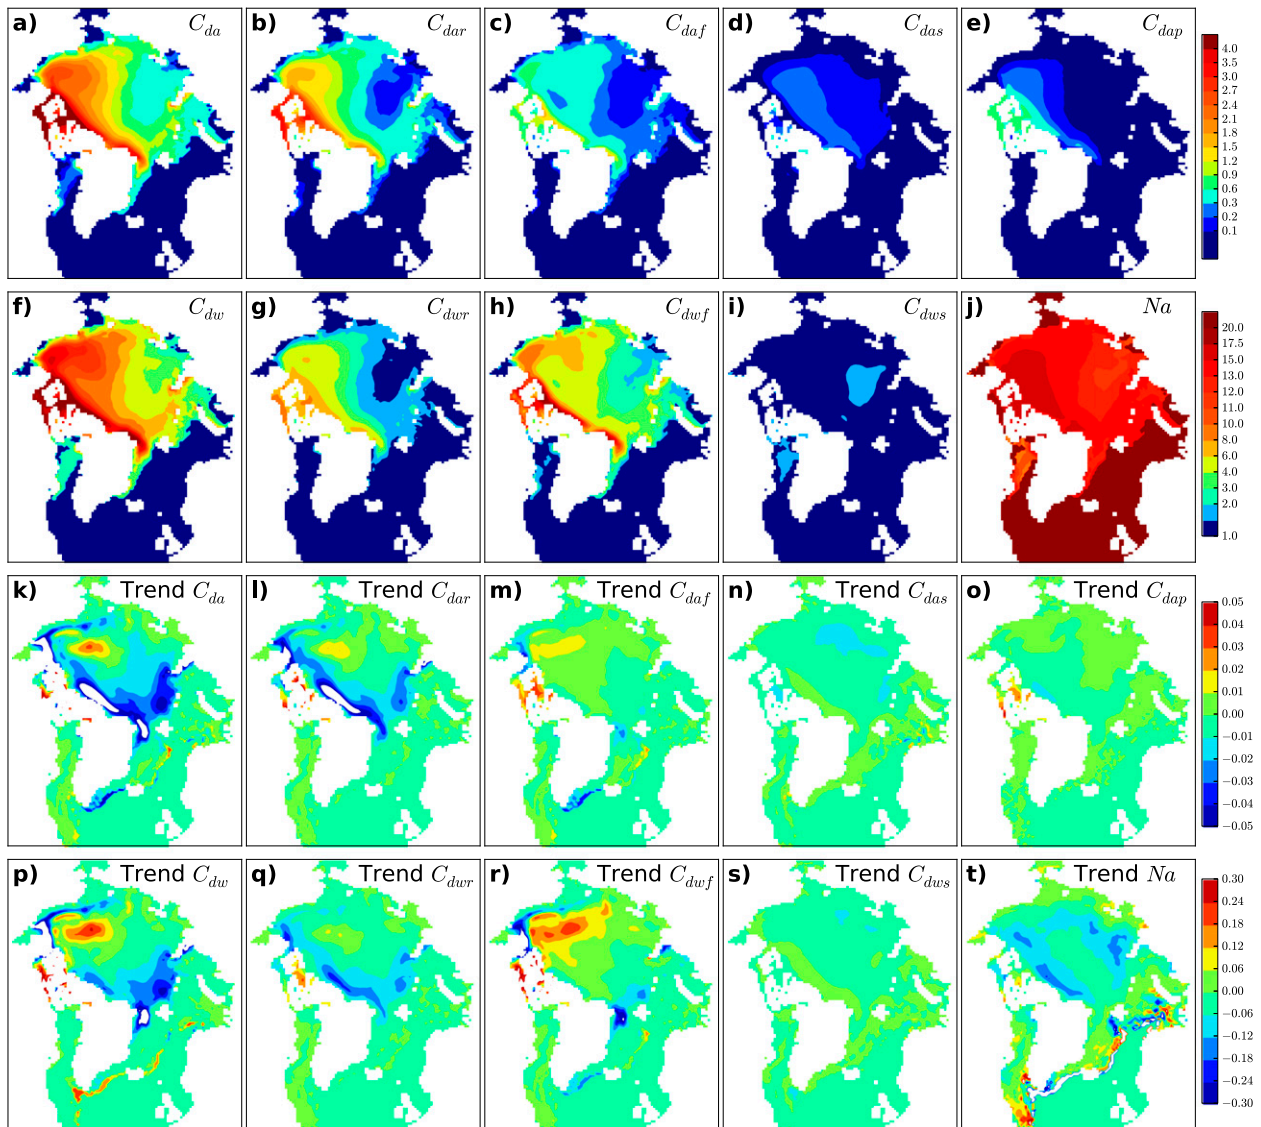 a) C_da
b) C_dar
c) C_daf
d) C_das
e) C_dap
4.0
3.5
3.0
2.7
2.4
2.1
1.8
1.5
1.2
0.9
0.6
0.3
0.2
0.1
f) C_dw
g) C_dwr
h) C_dwf
i) C_dws
j) Na
20.0
17.5
15.0
13.0
12.0
11.0
10.0
8.0
6.0
4.0
3.0
2.0
1.0
k) Trend C_da
l) Trend C_dar
m) Trend C_daf
n) Trend C_das
o) Trend C_dap
0.05
0.04
0.03
0.02
0.01
0.00
−0.01
−0.02
−0.03
−0.04
−0.05
p) Trend C_dw
q) Trend C_dwr
r) Trend C_dwf
s) Trend C_dws
t) Trend Na
0.30
0.24
0.18
0.12
0.06
0.00
−0.06
−0.12
−0.18
−0.24
−0.30